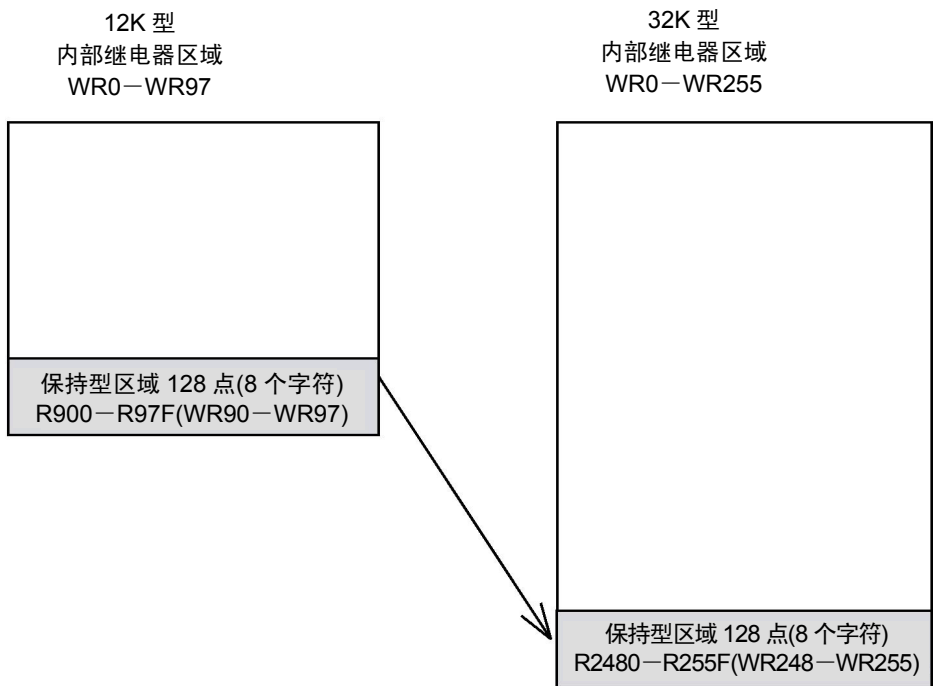 12K 型
内部继电器区域
WR0－WR97
32K 型
内部继电器区域
WR0－WR255
保持型区域 128 点(8 个字符)
R900－R97F(WR90－WR97)
保持型区域 128 点(8 个字符)
R2480－R255F(WR248－WR255)